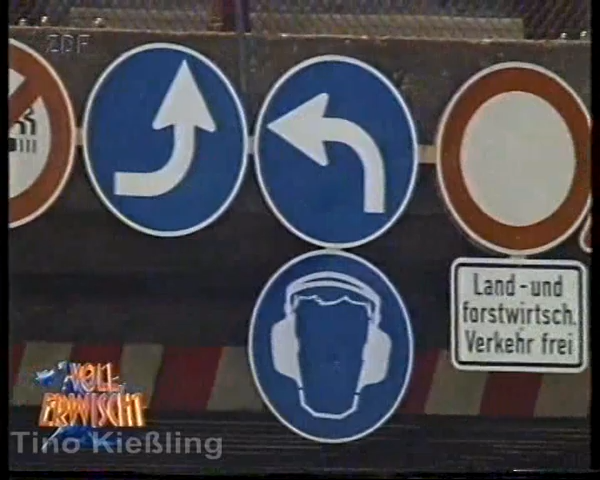 ZDF
Land-und
forstwirtsch.
Verkehr frei
VOLL
ERWISCHT
Tino Kießling